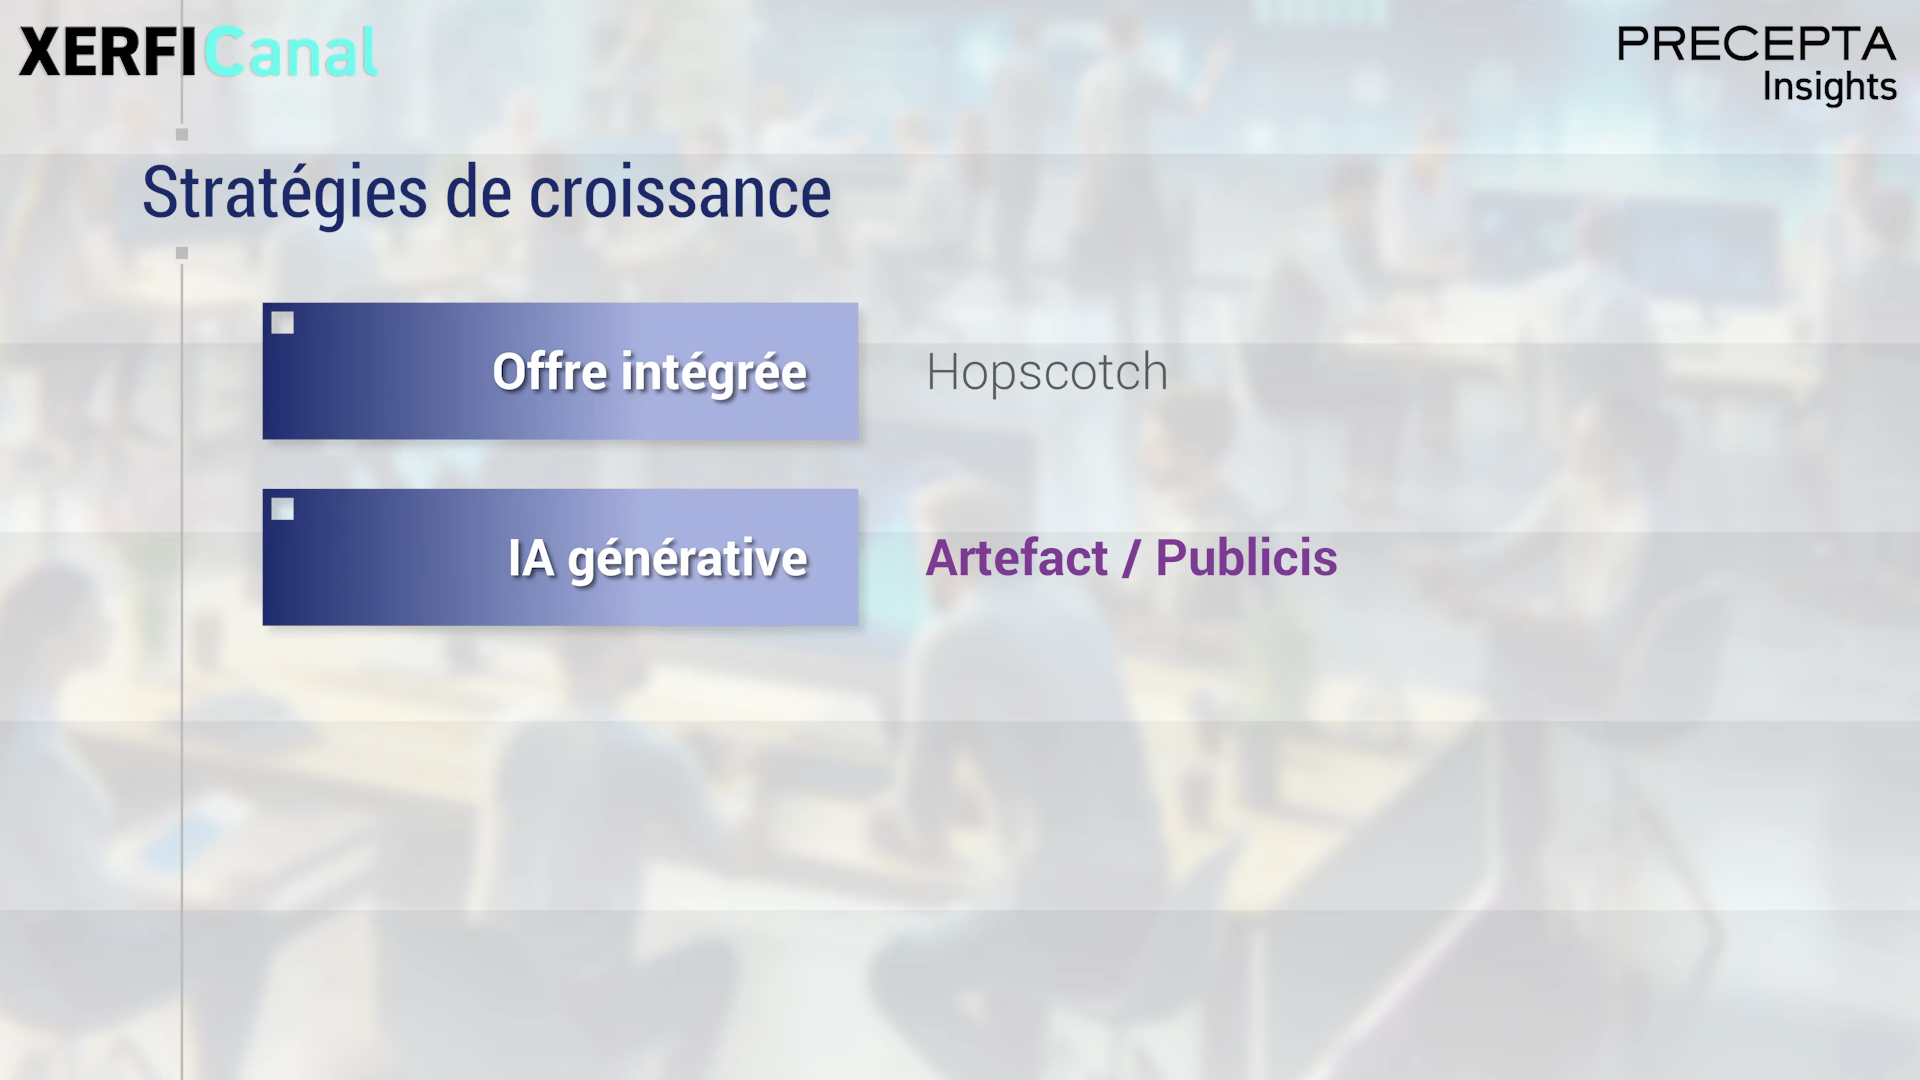 XERFI Canal
PRECEPTA
Insights
Stratégies de croissance
Offre intégrée
Hopscotch
IA générative
Artefact / Publicis